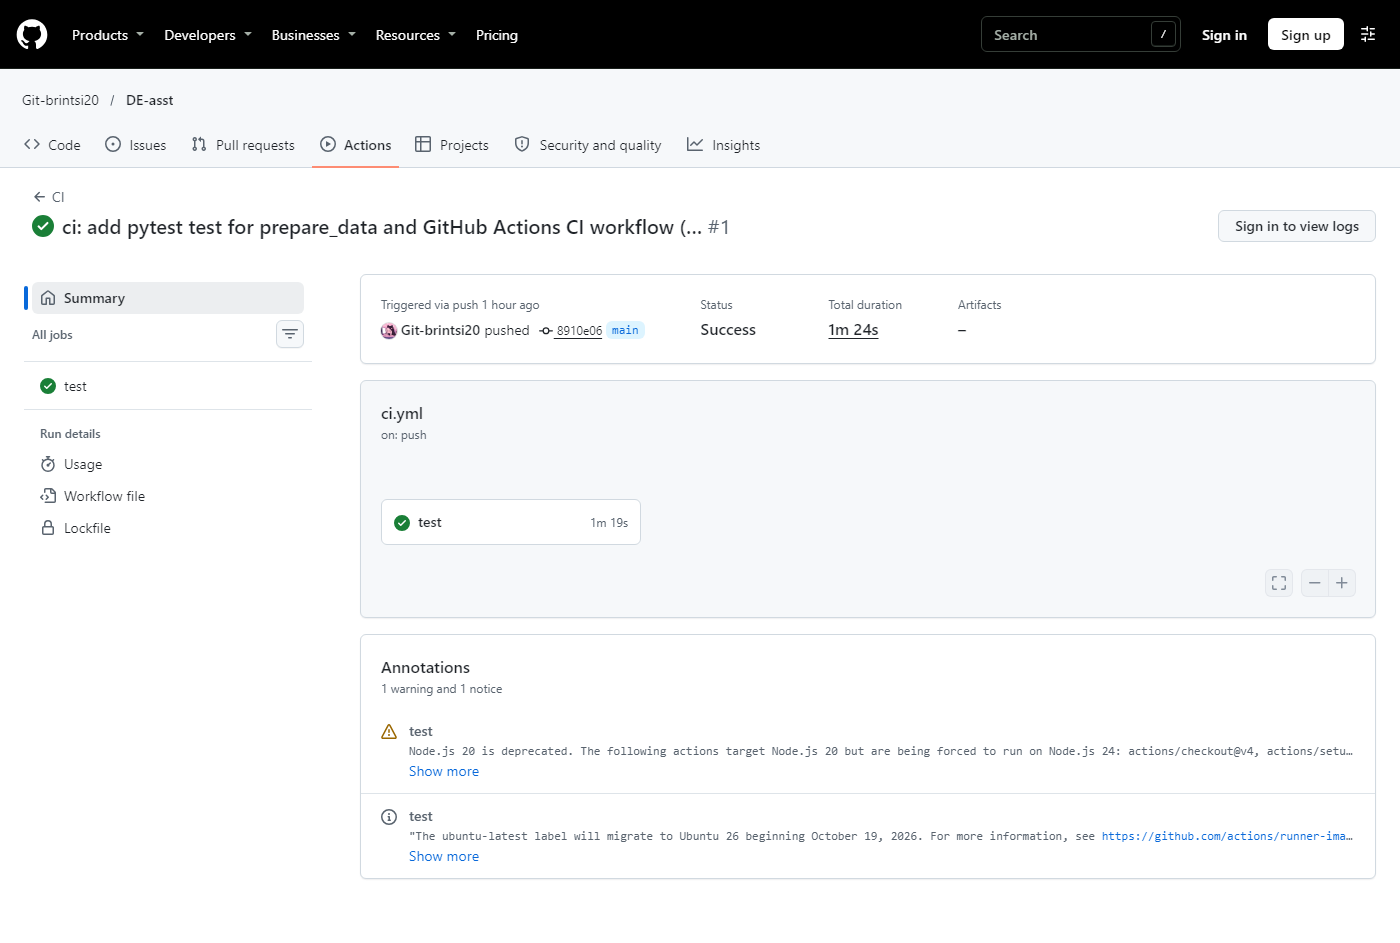 Products Developers Businesses Resources Pricing Search / Sign in Sign up
Git-brintsi20 / DE-asst
Code Issues Pull requests Actions Projects Security and quality Insights
CI
ci: add pytest test for prepare_data and GitHub Actions CI workflow (... #1
Sign in to view logs
Summary
All jobs
test
Run details
Usage
Workflow file
Lockfile
Triggered via push 1 hour ago
Git-brintsi20 pushed 8910e06 main
Status
Success
Total duration
1m 24s
Artifacts
–
ci.yml
on: push
test 1m 19s
Annotations
1 warning and 1 notice
test
Node.js 20 is deprecated. The following actions target Node.js 20 but are being forced to run on Node.js 24: actions/checkout@v4, actions/setu…
Show more
test
"The ubuntu-latest label will migrate to Ubuntu 26 beginning October 19, 2026. For more information, see https://github.com/actions/runner-ima…
Show more